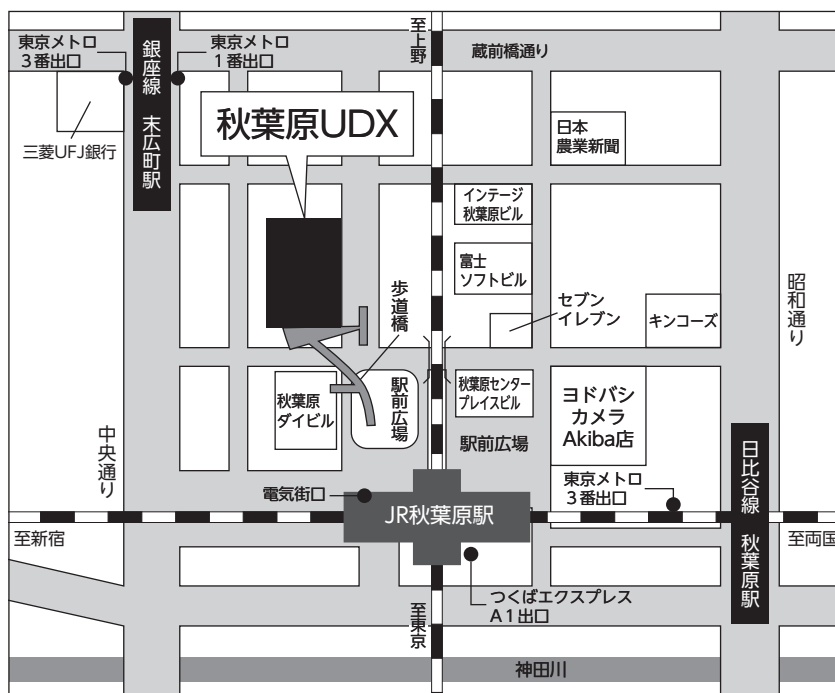 東京メトロ
3番出口
銀座線 末広町駅
東京メトロ
1番出口
至上野
蔵前橋通り
三菱UFJ銀行
秋葉原UDX
日本
農業新聞
インテージ
秋葉原ビル
富士
ソフトビル
セブン
イレブン
キンコーズ
昭和通り
歩道橋
秋葉原
ダイビル
駅前広場
秋葉原センター
プレイスビル
ヨドバシ
カメラ
Akiba店
駅前広場
中央通り
電気街口
東京メトロ
3番出口
日比谷線 秋葉原駅
JR秋葉原駅
至新宿
至両国
つくばエクスプレス
A1出口
至東京
神田川